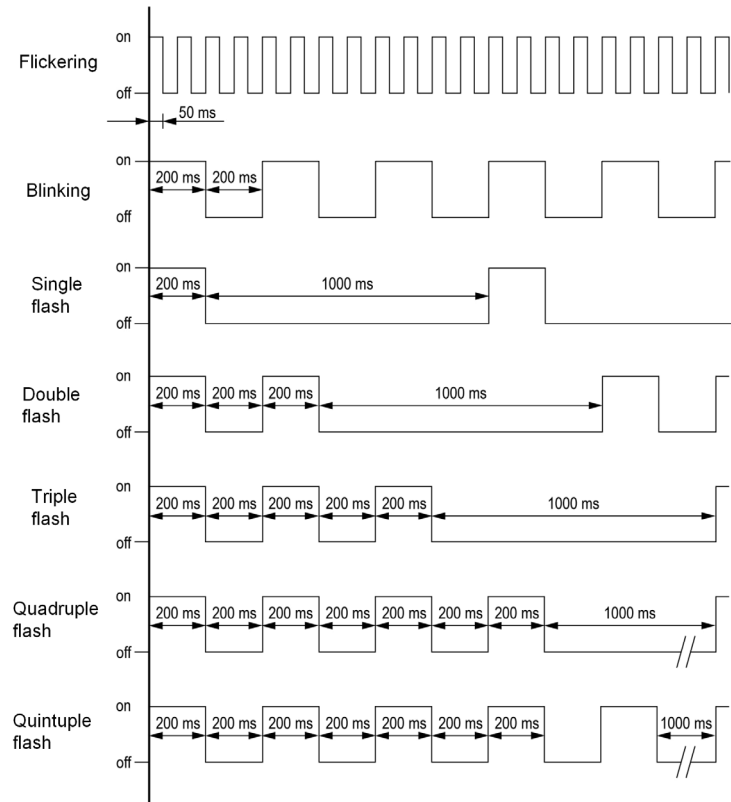 on
Flickering
off
50 ms
on
200 ms 200 ms
Blinking
off
on
Single
flash
200 ms 1000 ms
off
on
Double
flash
200 ms 200 ms 200 ms 1000 ms
off
on
Triple
flash
200 ms 200 ms 200 ms 200 ms 200 ms 1000 ms
off
on
Quadruple
flash
200 ms 200 ms 200 ms 200 ms 200 ms 200 ms 200 ms 1000 ms
off
on
Quintuple
flash
200 ms 200 ms 200 ms 200 ms 200 ms 200 ms 200 ms 1000 ms
off